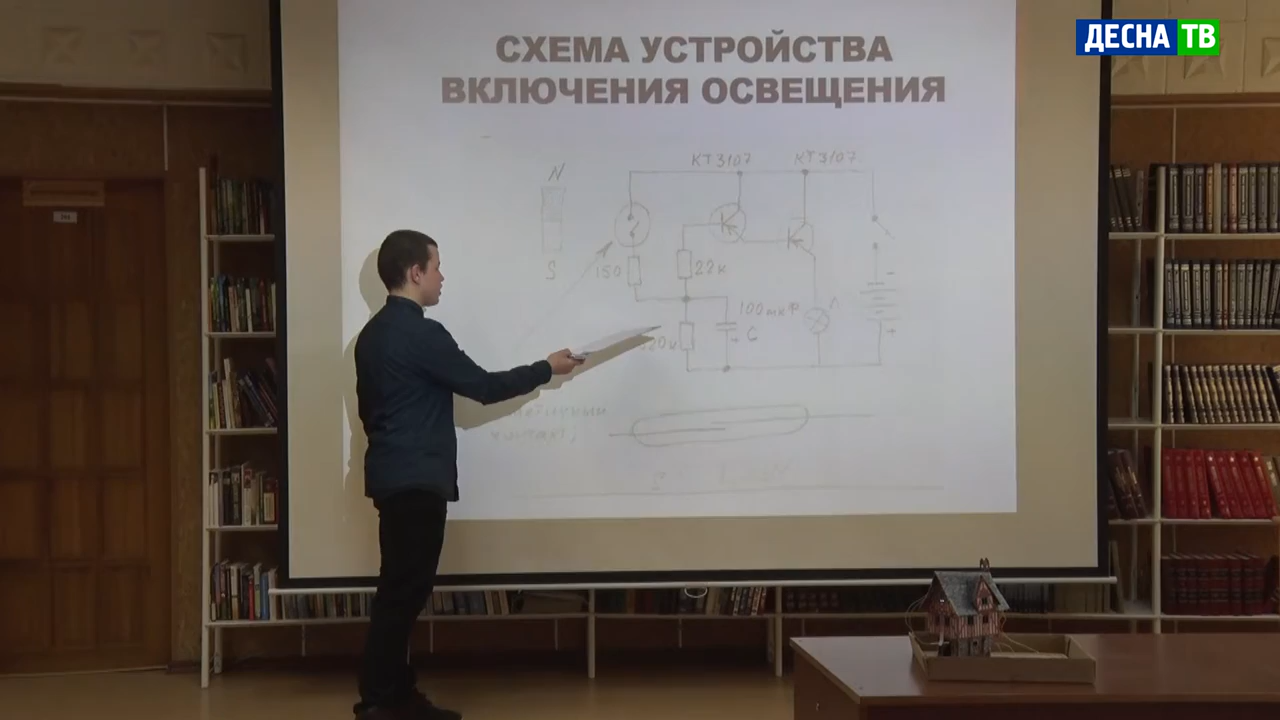 ДЕСНА ТВ
СХЕМА УСТРОЙСТВА
ВКЛЮЧЕНИЯ ОСВЕЩЕНИЯ
N
КТ3107
КТ3107
S
150
22к
100мкФ
C
Л
-
+